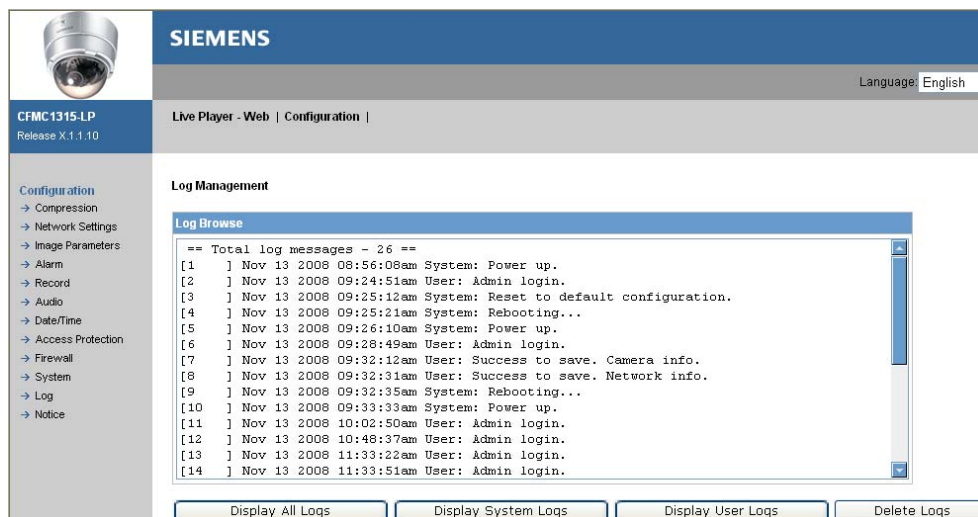 SIEMENS
Language: English
CFMC1315-LP
Release X.1.1.10
Live Player - Web | Configuration |
Configuration
→ Compression
→ Network Settings
→ Image Parameters
→ Alarm
→ Record
→ Audio
→ Date/Time
→ Access Protection
→ Firewall
→ System
→ Log
→ Notice
Log Management
Log Browse
== Total log messages - 26 ==
[1 ] Nov 13 2008 08:56:08am System: Power up.
[2 ] Nov 13 2008 09:24:51am User: Admin login.
[3 ] Nov 13 2008 09:25:12am System: Reset to default configuration.
[4 ] Nov 13 2008 09:25:21am System: Rebooting...
[5 ] Nov 13 2008 09:26:10am System: Power up.
[6 ] Nov 13 2008 09:28:49am User: Admin login.
[7 ] Nov 13 2008 09:32:12am User: Success to save. Camera info.
[8 ] Nov 13 2008 09:32:31am User: Success to save. Network info.
[9 ] Nov 13 2008 09:32:35am System: Rebooting...
[10 ] Nov 13 2008 09:33:33am System: Power up.
[11 ] Nov 13 2008 10:02:50am User: Admin login.
[12 ] Nov 13 2008 10:48:37am User: Admin login.
[13 ] Nov 13 2008 11:33:22am User: Admin login.
[14 ] Nov 13 2008 11:33:51am User: Admin login.
Display All Logs
Display System Logs
Display User Logs
Delete Logs